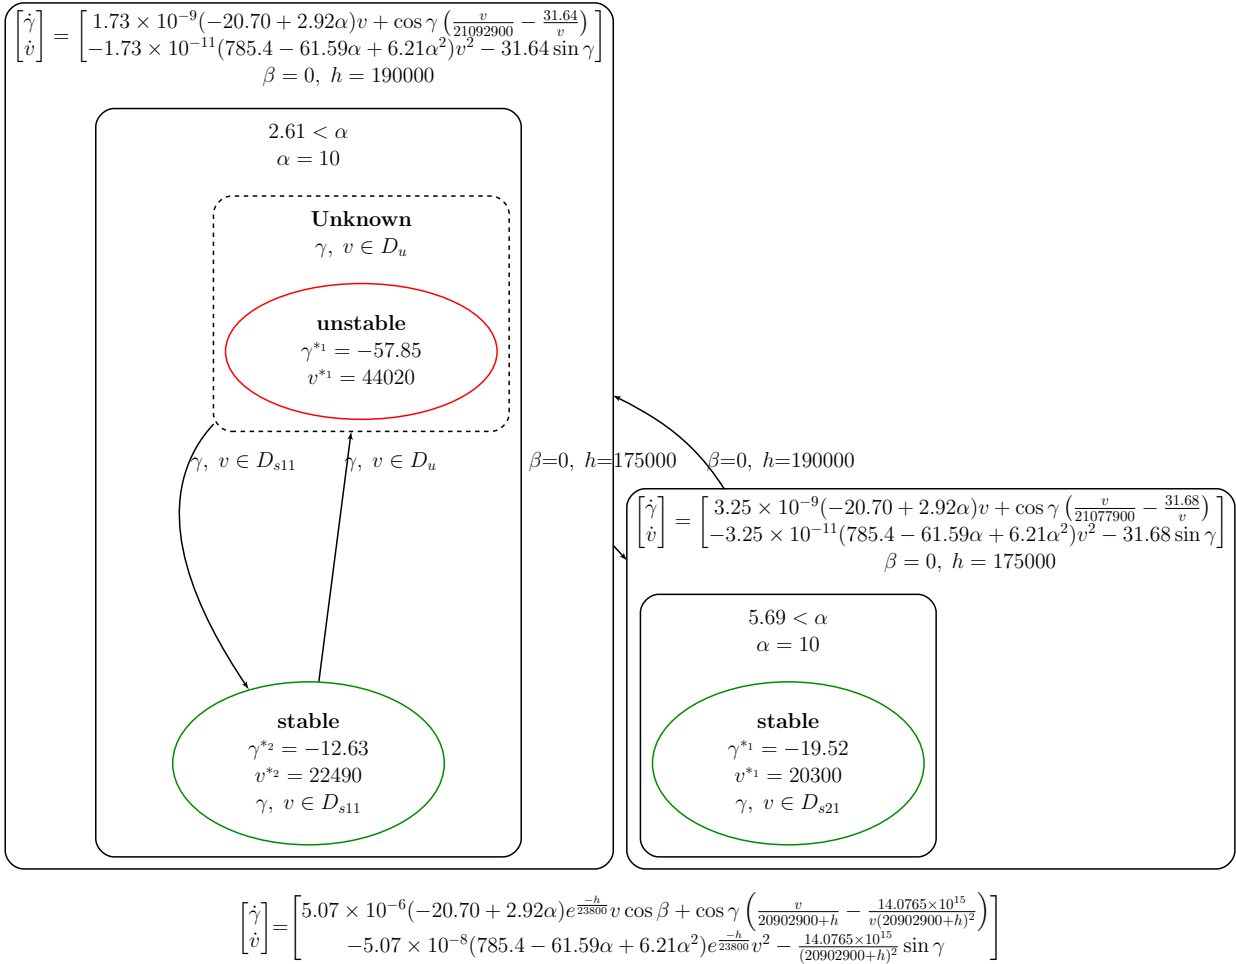 [γ̇ v̇] = [1.73 × 10⁻⁹(−20.70 + 2.92α)v + cos γ (v/21092900 − 31.64/v)
−1.73 × 10⁻¹¹(785.4 − 61.59α + 6.21α²)v² − 31.64 sin γ]
β = 0, h = 190000
2.61 < α
α = 10
Unknown
γ, v ∈ D_u
unstable
γ*₁ = −57.85
v*₁ = 44020
γ, v ∈ D_s11
γ, v ∈ D_u
β=0, h=175000
β=0, h=190000
stable
γ*₂ = −12.63
v*₂ = 22490
γ, v ∈ D_s11
[γ̇ v̇] = [3.25 × 10⁻⁹(−20.70 + 2.92α)v + cos γ (v/21077900 − 31.68/v)
−3.25 × 10⁻¹¹(785.4 − 61.59α + 6.21α²)v² − 31.68 sin γ]
β = 0, h = 175000
5.69 < α
α = 10
stable
γ*₁ = −19.52
v*₁ = 20300
γ, v ∈ D_s21
[γ̇ v̇] = [5.07 × 10⁻⁶(−20.70 + 2.92α)e^(−h/23800) v cos β + cos γ (v/(20902900+h) − 14.0765×10¹⁵/(v(20902900+h)²))
−5.07 × 10⁻⁸(785.4 − 61.59α + 6.21α²)e^(−h/23800) v² − 14.0765×10¹⁵/(20902900+h)² sin γ]